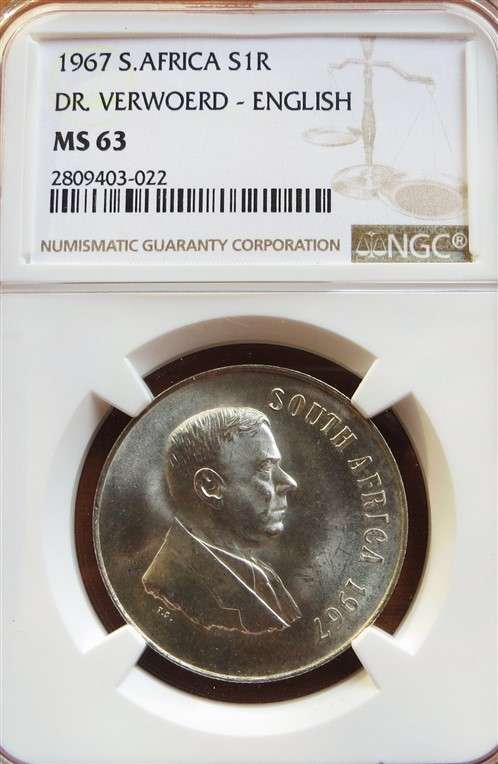 1967 S.AFRICA S1R
DR. VERWOERD - ENGLISH
MS 63
2809403-022
NUMISMATIC GUARANTY CORPORATION
NGC®
SOUTH AFRICA 1967